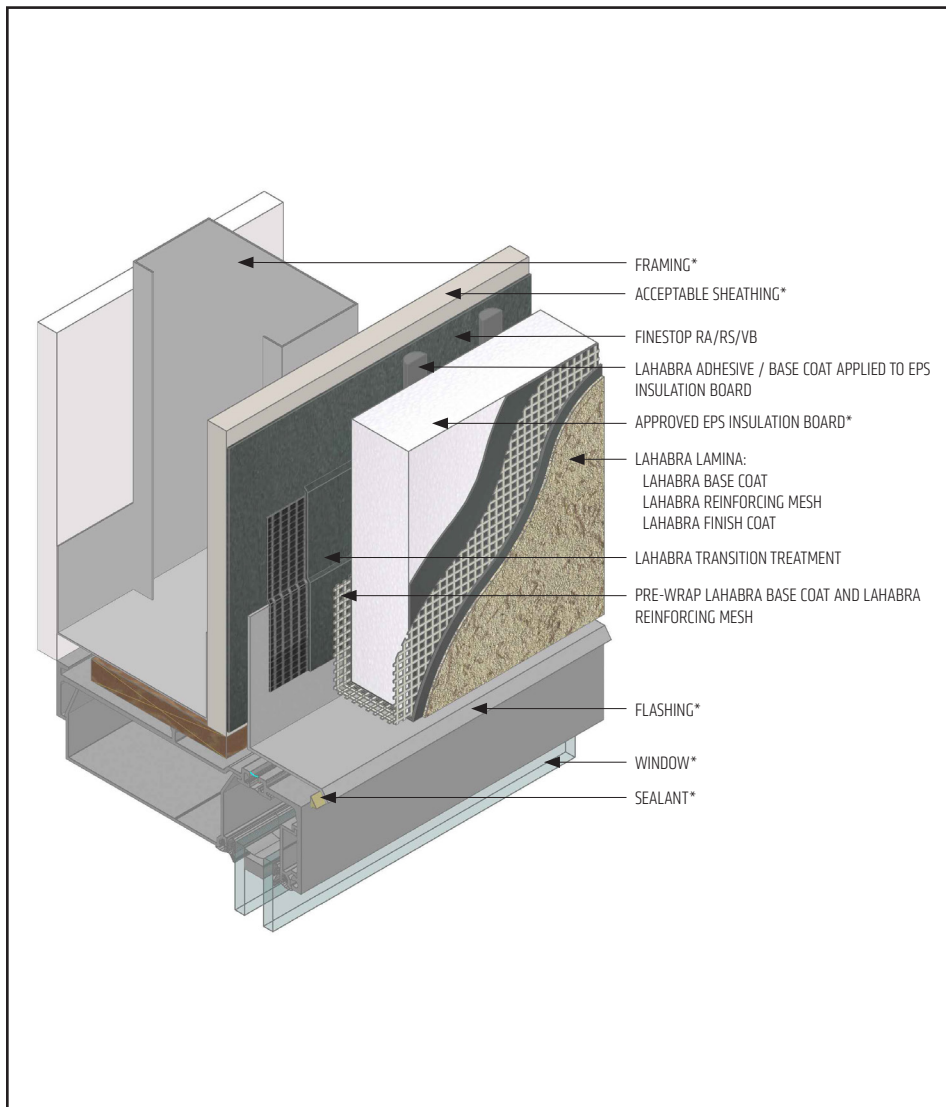 FRAMING*
ACCEPTABLE SHEATHING*
FINESTOP RA/RS/VB
LAHABRA ADHESIVE / BASE COAT APPLIED TO EPS
INSULATION BOARD
APPROVED EPS INSULATION BOARD*
LAHABRA LAMINA:
LAHABRA BASE COAT
LAHABRA REINFORCING MESH
LAHABRA FINISH COAT
LAHABRA TRANSITION TREATMENT
PRE-WRAP LAHABRA BASE COAT AND LAHABRA
REINFORCING MESH
FLASHING*
WINDOW*
SEALANT*